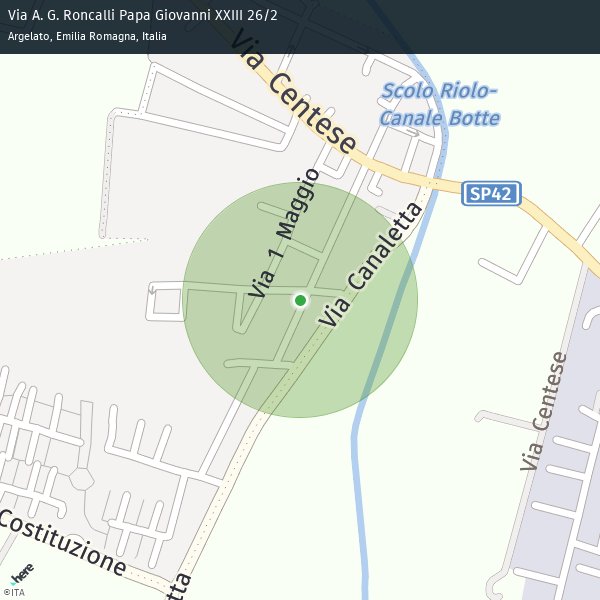 Via A. G. Roncalli Papa Giovanni XXIII 26/2
Argelato, Emilia Romagna, Italia
Via Centese
Scolo Riolo-
Canale Botte
SP42
Via 1 Maggio
Via Canaletta
Via Centese
Costituzione
tta
here
©ITA